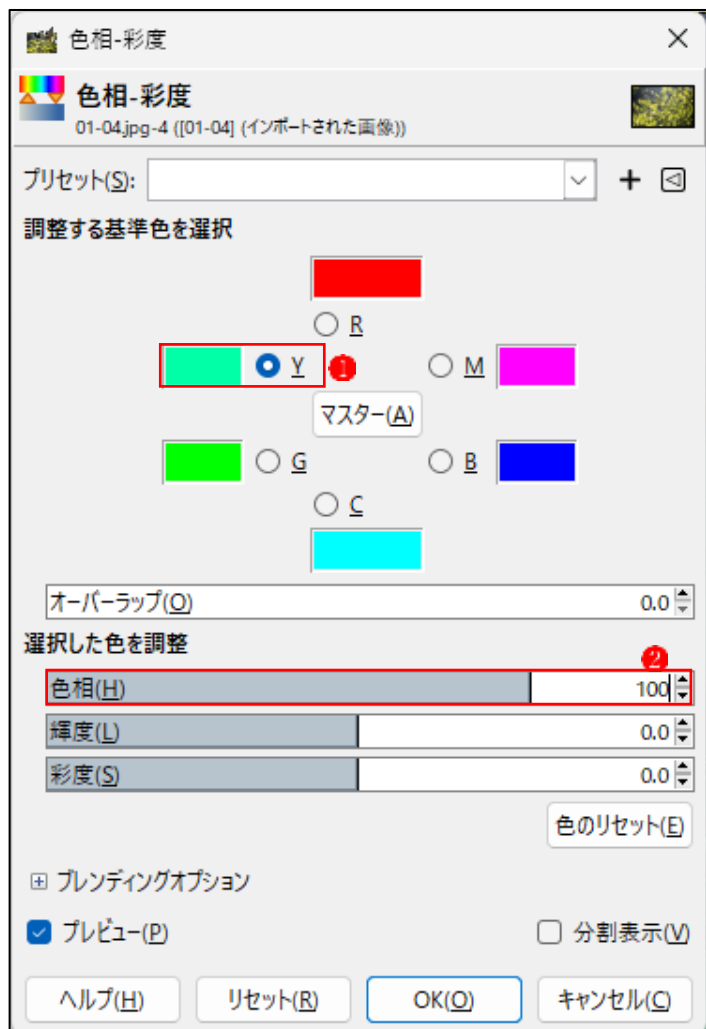 色相-彩度
色相-彩度
01-04.jpg-4 ([01-04] (インポートされた画像))
プリセット(S):
調整する基準色を選択
R
Y ❶ M
マスター(A)
G B
C
オーバーラップ(O) 0.0
選択した色を調整
❷
色相(H) 100
輝度(L) 0.0
彩度(S) 0.0
色のリセット(E)
ブレンディングオプション
プレビュー(P) 分割表示(V)
ヘルプ(H) リセット(R) OK(O) キャンセル(C)